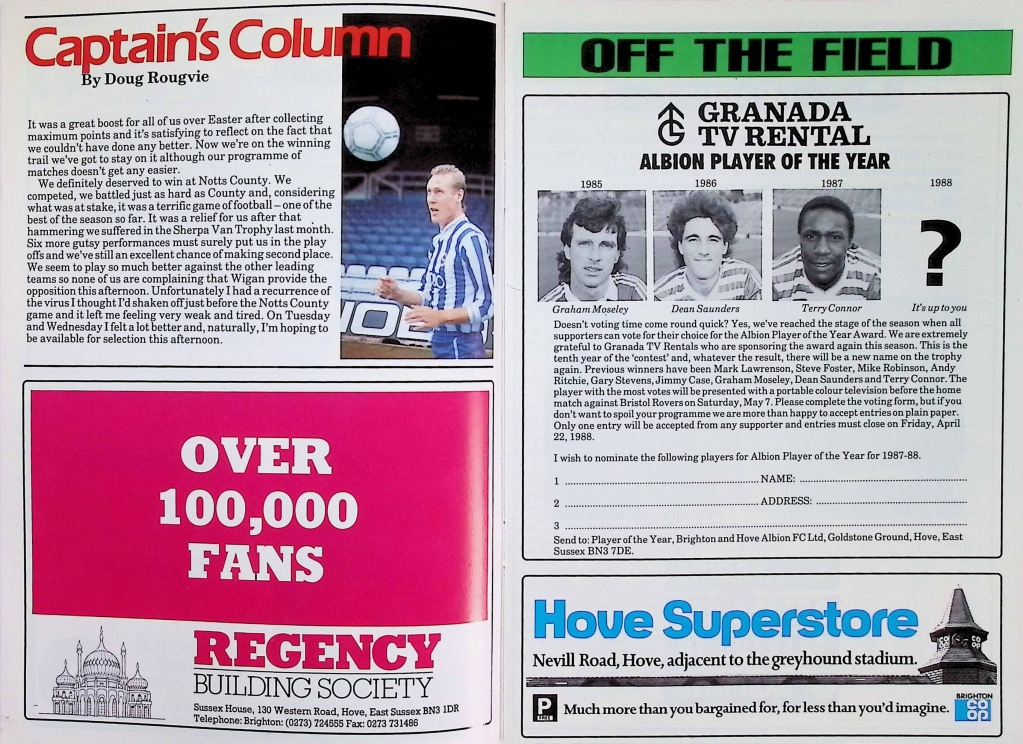 Captain's Column
By Doug Rougvie
It was a great boost for all of us over Easter after collecting
maximum points and it's satisfying to reflect on the fact that
we couldn't have done any better. Now we're on the winning
trail we've got to stay on it although our programme of
matches doesn't get any easier.
We definitely deserved to win at Notts County. We
competed, we battled just as hard as County and, considering
what was at stake, it was a terrific game of football – one of the
best of the season so far. It was a relief for us after that
hammering we suffered in the Sherpa Van Trophy last month.
Six more gutsy performances must surely put us in the play
offs and we've still an excellent chance of making second place.
We seem to play so much better against the other leading
teams so none of us are complaining that Wigan provide the
opposition this afternoon. Unfortunately I had a recurrence of
the virus I thought I'd shaken off just before the Notts County
game and it left me feeling very weak and tired. On Tuesday
and Wednesday I felt a lot better and, naturally, I'm hoping to
be available for selection this afternoon.
OVER
100,000
FANS
REGENCY
BUILDING SOCIETY
Sussex House, 130 Western Road, Hove, East Sussex BN3 1DR
Telephone: Brighton: (0273) 724555 Fax: 0273 731486
OFF THE FIELD
GRANADA
TV RENTAL
ALBION PLAYER OF THE YEAR
1985 1986 1987 1988
?
Graham Moseley Dean Saunders Terry Connor It's up to you
Doesn't voting time come round quick? Yes, we've reached the stage of the season when all
supporters can vote for their choice for the Albion Player of the Year Award. We are extremely
grateful to Granada TV Rentals who are sponsoring the award again this season. This is the
tenth year of the 'contest' and, whatever the result, there will be a new name on the trophy
again. Previous winners have been Mark Lawrenson, Steve Foster, Mike Robinson, Andy
Ritchie, Gary Stevens, Jimmy Case, Graham Moseley, Dean Saunders and Terry Connor. The
player with the most votes will be presented with a portable colour television before the home
match against Bristol Rovers on Saturday, May 7. Please complete the voting form, but if you
don't want to spoil your programme we are more than happy to accept entries on plain paper.
Only one entry will be accepted from any supporter and entries must close on Friday, April
22, 1988.
I wish to nominate the following players for Albion Player of the Year for 1987-88.
1 ........ NAME: ........
2 ........ ADDRESS: ........
3 ........
Send to: Player of the Year, Brighton and Hove Albion FC Ltd, Goldstone Ground, Hove, East
Sussex BN3 7DE.
Hove Superstore
CO OP CO OP
Nevill Road, Hove, adjacent to the greyhound stadium.
P FREE
Much more than you bargained for, for less than you'd imagine.
BRIGHTON
CO
OP